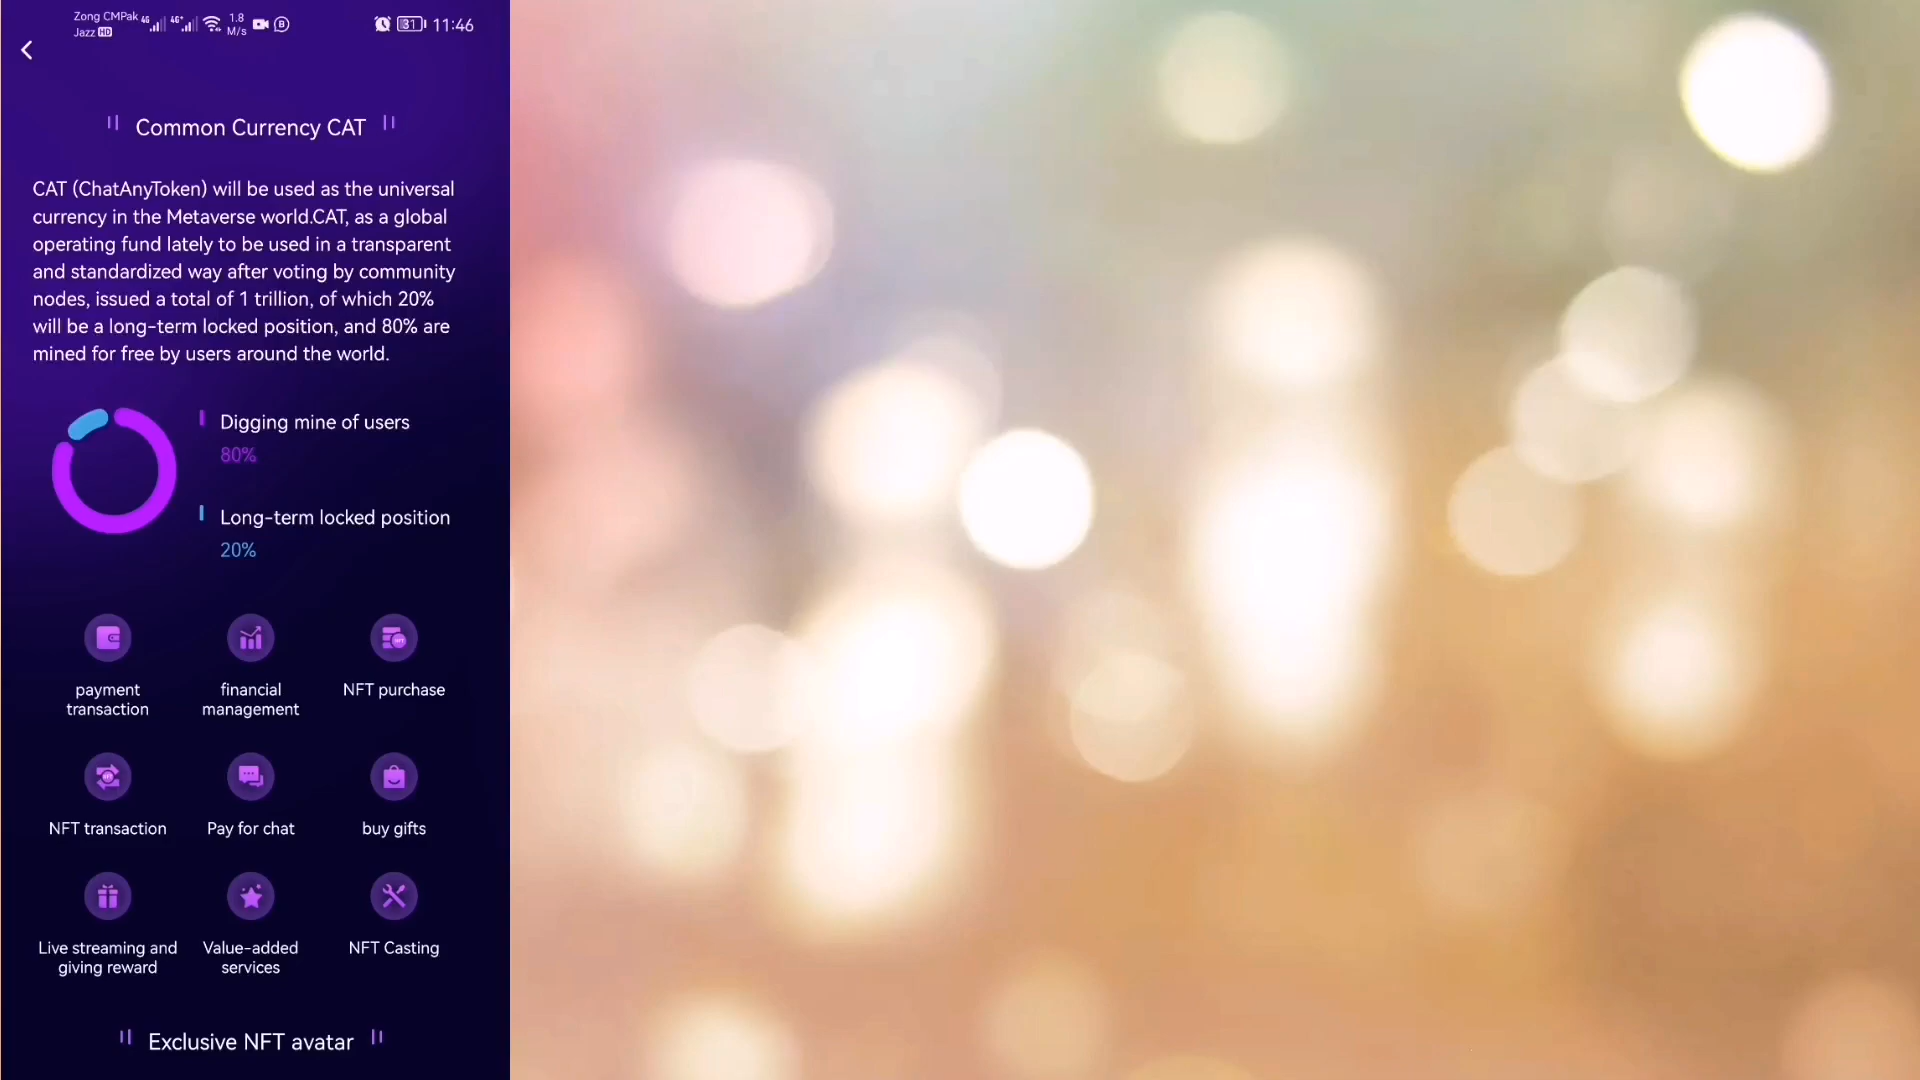 Zong CMPak 4G 4G+ 1.8 M/s B 31 11:46
Jazz HD
Common Currency CAT
CAT (ChatAnyToken) will be used as the universal
currency in the Metaverse world.CAT, as a global
operating fund lately to be used in a transparent
and standardized way after voting by community
nodes, issued a total of 1 trillion, of which 20%
will be a long-term locked position, and 80% are
mined for free by users around the world.
Digging mine of users
80%
Long-term locked position
20%
payment
transaction
financial
management
NFT purchase
NFT transaction
Pay for chat
buy gifts
Live streaming and
giving reward
Value-added
services
NFT Casting
Exclusive NFT avatar